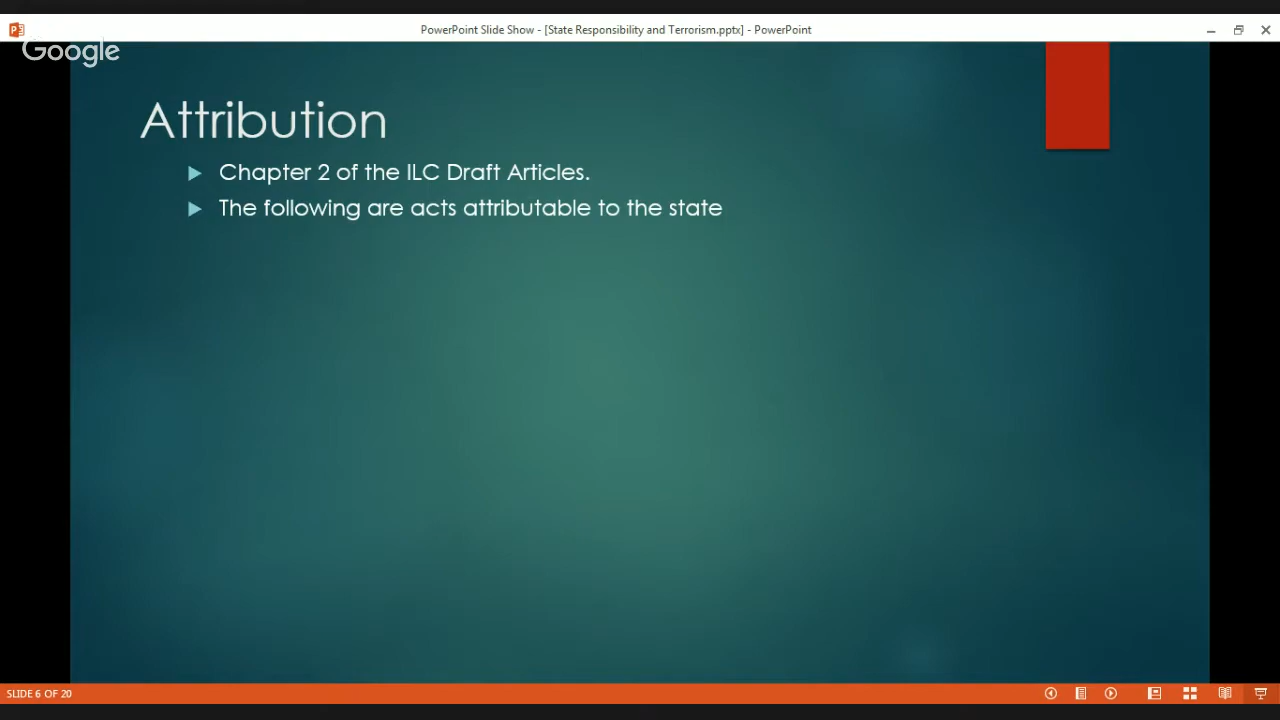 PowerPoint Slide Show - [State Responsibility and Terrorism.pptx] - PowerPoint
Google
Attribution
Chapter 2 of the ILC Draft Articles.
The following are acts attributable to the state
SLIDE 6 OF 20